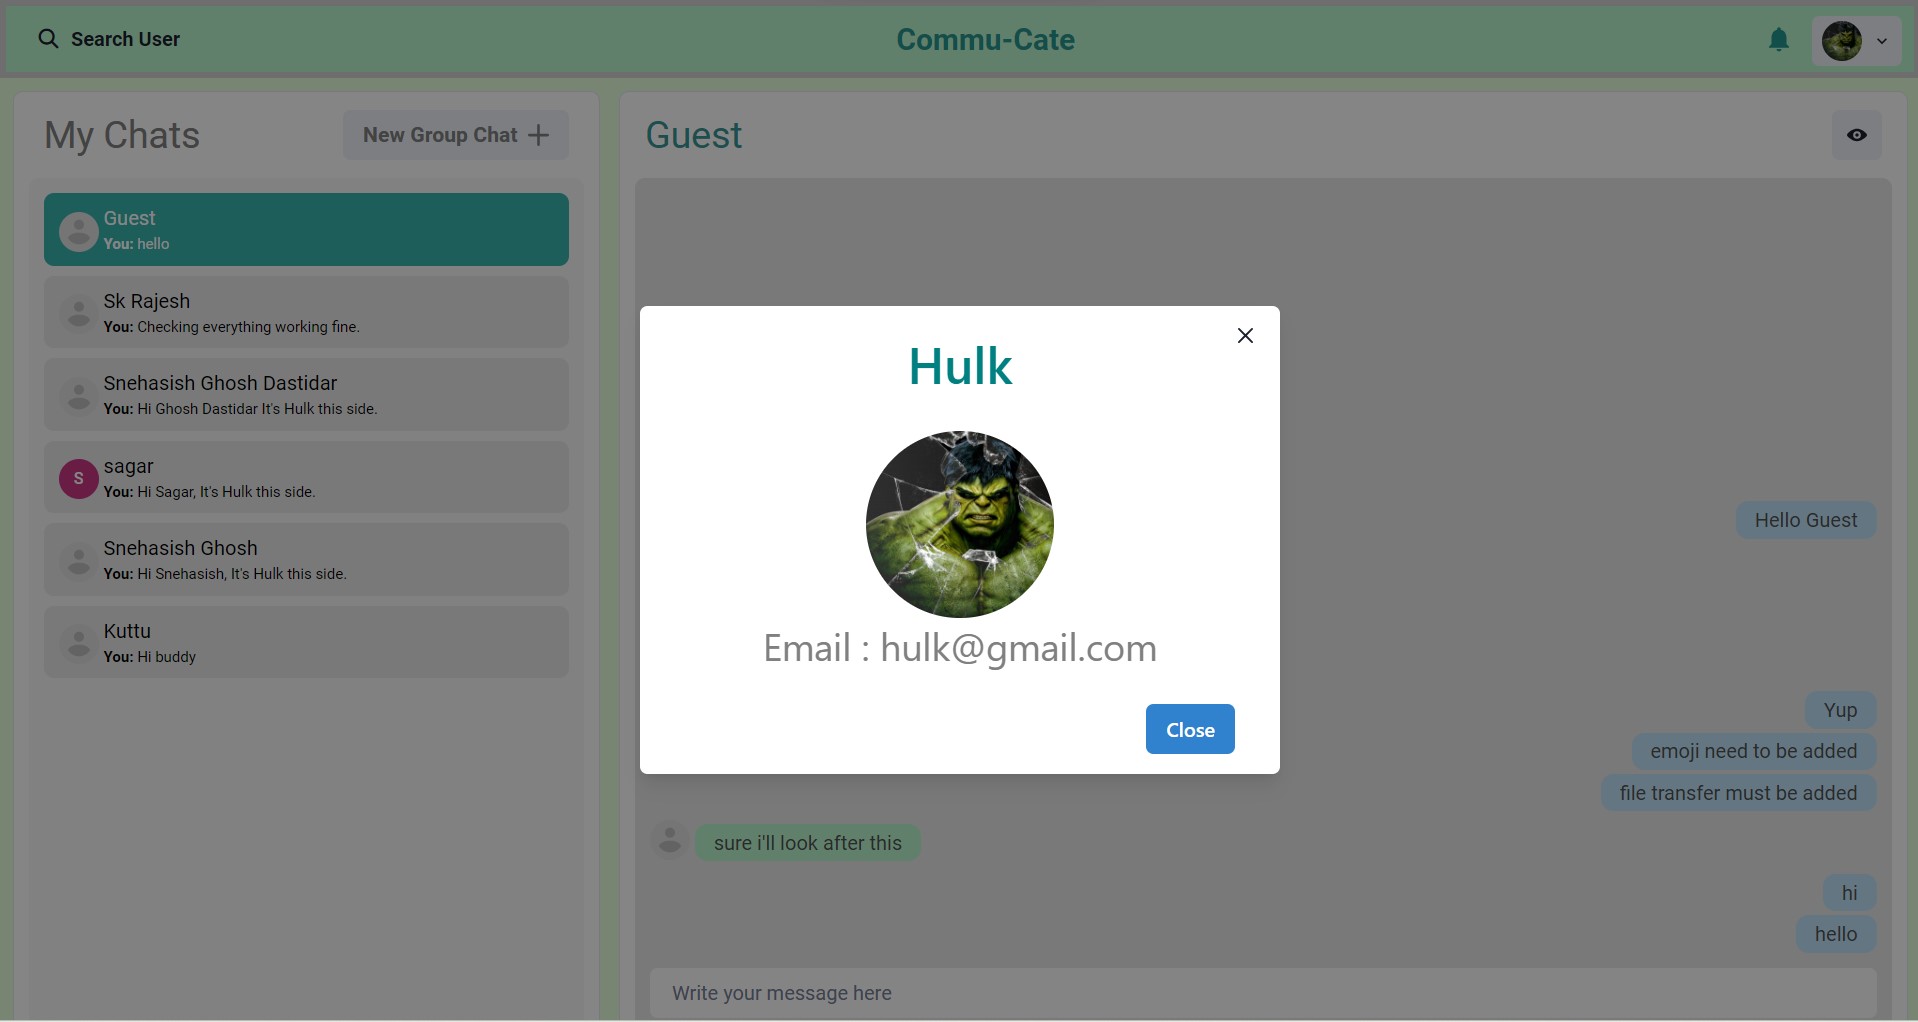 Search User
Commu-Cate
My Chats
New Group Chat
Guest
You: hello
Sk Rajesh
You: Checking everything working fine.
Snehasish Ghosh Dastidar
You: Hi Ghosh Dastidar It's Hulk this side.
S
sagar
You: Hi Sagar, It's Hulk this side.
Snehasish Ghosh
You: Hi Snehasish, It's Hulk this side.
Kuttu
You: Hi buddy
Guest
Hello Guest
Yup
emoji need to be added
file transfer must be added
sure i'll look after this
hi
hello
Write your message here
Hulk
Email : hulk@gmail.com
Close